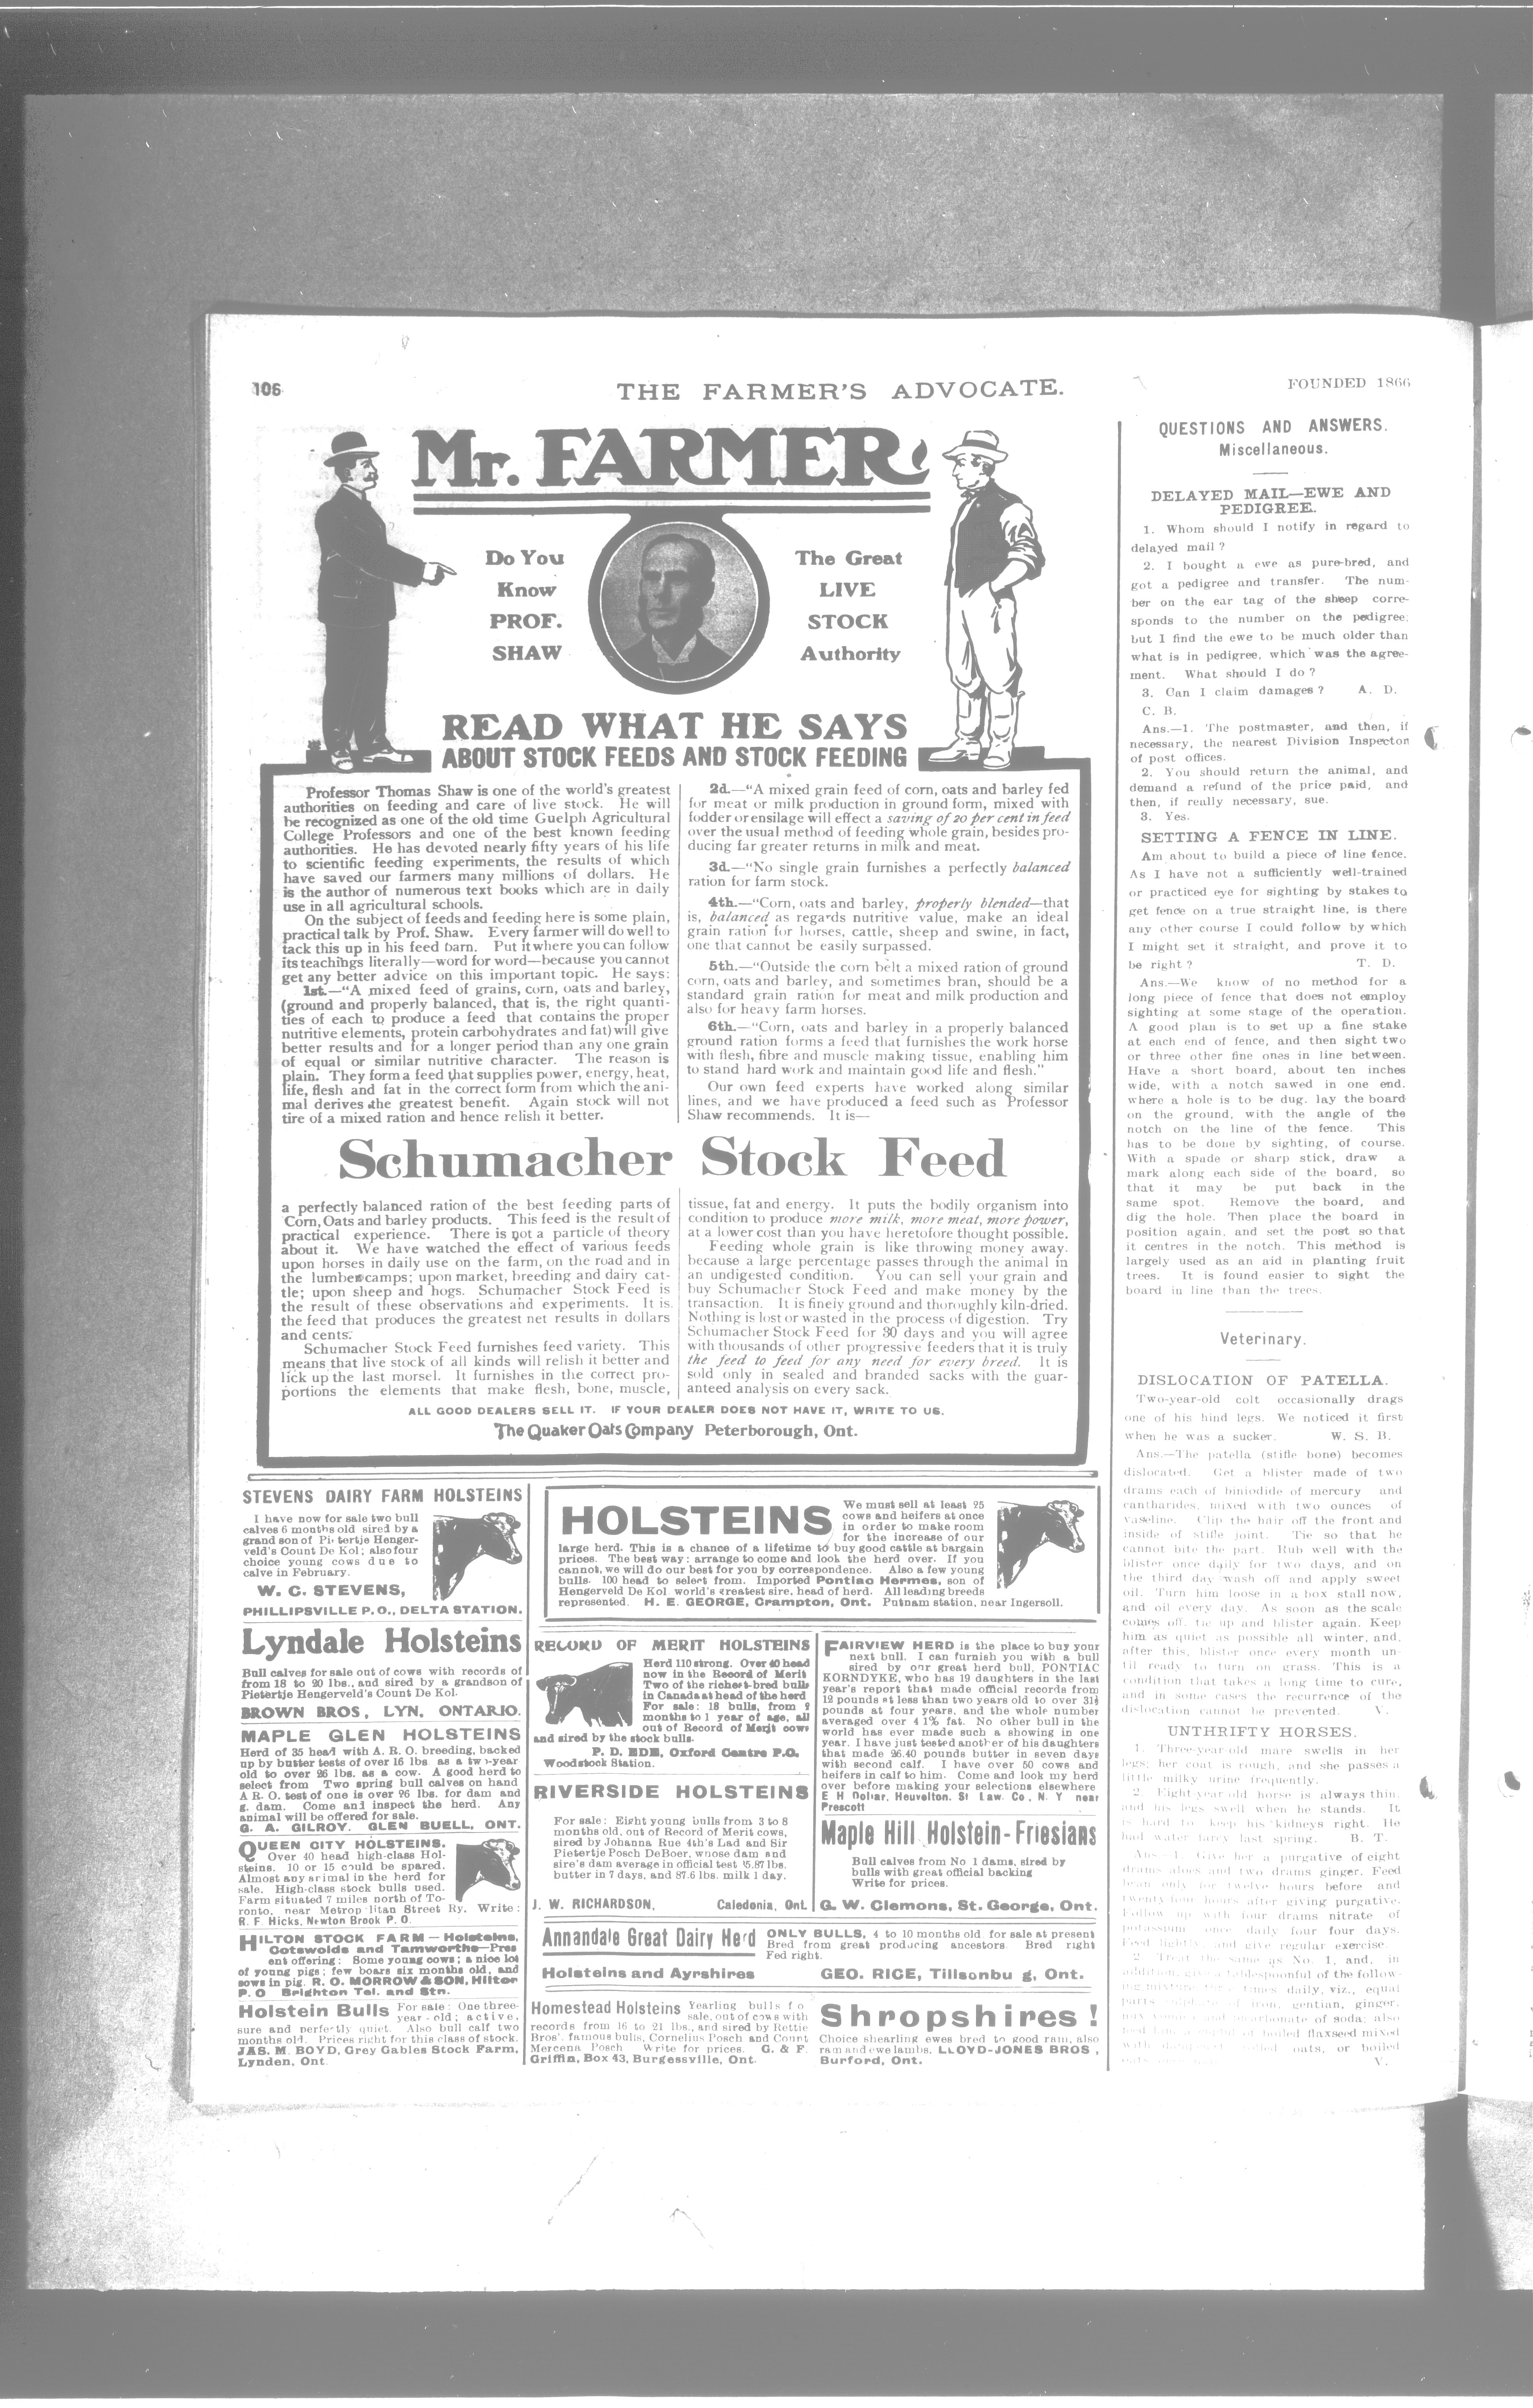 106
THE FARMER'S ADVOCATE.
FOUNDED 1866
Mr. FARMER
Do You
Know
PROF.
SHAW
The Great
LIVE
STOCK
Authority
READ WHAT HE SAYS
ABOUT STOCK FEEDS AND STOCK FEEDING
Professor Thomas Shaw is one of the world's greatest
authorities on feeding and care of live stock. He will
be recognized as one of the old time Guelph Agricultural
College Professors and one of the best known feeding
authorities. He has devoted nearly fifty years of his life
to scientific feeding experiments, the results of which
have saved our farmers many millions of dollars. He
is the author of numerous text books which are in daily
use in all agricultural schools.
On the subject of feeds and feeding here is some plain,
practical talk by Prof. Shaw. Every farmer will do well to
tack this up in his feed barn. Put it where you can follow
its teachings literally—word for word—because you cannot
get any better advice on this important topic. He says:
1st.—"A mixed feed of grains, corn, oats and barley,
(ground and properly balanced, that is, the right quanti-
ties of each to produce a feed that contains the proper
nutritive elements, protein carbohydrates and fat) will give
better results and for a longer period than any one grain
of equal or similar nutritive character. The reason is
plain. They form a feed that supplies power, energy, heat,
life, flesh and fat in the correct form from which the ani-
mal derives the greatest benefit. Again stock will not
tire of a mixed ration and hence relish it better.
2d.—"A mixed grain feed of corn, oats and barley fed
for meat or milk production in ground form, mixed with
fodder or ensilage will effect a saving of 20 per cent in feed
over the usual method of feeding whole grain, besides pro-
ducing far greater returns in milk and meat.
3d.—"No single grain furnishes a perfectly balanced
ration for farm stock.
4th.—"Corn, oats and barley, properly blended—that
is, balanced as regards nutritive value, make an ideal
grain ration for horses, cattle, sheep and swine, in fact,
one that cannot be easily surpassed.
5th.—"Outside the corn belt a mixed ration of ground
corn, oats and barley, and sometimes bran, should be a
standard grain ration for meat and milk production and
also for heavy farm horses.
6th.—"Corn, oats and barley in a properly balanced
ground ration forms a feed that furnishes the work horse
with flesh, fibre and muscle making tissue, enabling him
to stand hard work and maintain good life and flesh."
Our own feed experts have worked along similar
lines, and we have produced a feed such as Professor
Shaw recommends. It is—
Schumacher Stock Feed
a perfectly balanced ration of the best feeding parts of
Corn, Oats and barley products. This feed is the result of
practical experience. There is not a particle of theory
about it. We have watched the effect of various feeds
upon horses in daily use on the farm, on the road and in
the lumber camps; upon market, breeding and dairy cat-
tle; upon sheep and hogs. Schumacher Stock Feed is
the result of these observations and experiments. It is
the feed that produces the greatest net results in dollars
and cents.
Schumacher Stock Feed furnishes feed variety. This
means that live stock of all kinds will relish it better and
lick up the last morsel. It furnishes in the correct pro-
portions the elements that make flesh, bone, muscle,
tissue, fat and energy. It puts the bodily organism into
condition to produce more milk, more meat, more power,
at a lower cost than you have heretofore thought possible.
Feeding whole grain is like throwing money away.
because a large percentage passes through the animal in
an undigested condition. You can sell your grain and
buy Schumacher Stock Feed and make money by the
transaction. It is finely ground and thoroughly kiln-dried.
Nothing is lost or wasted in the process of digestion. Try
Schumacher Stock Feed for 30 days and you will agree
with thousands of other progressive feeders that it is truly
the feed to feed for any need for every breed. It is
sold only in sealed and branded sacks with the guar-
anteed analysis on every sack.
ALL GOOD DEALERS SELL IT. IF YOUR DEALER DOES NOT HAVE IT, WRITE TO US.
The Quaker Oats Company Peterborough, Ont.
STEVENS DAIRY FARM HOLSTEINS
I have now for sale two bull
calves 6 months old sired by a
grand son of Pietertje Henger-
veld's Count De Kol; also four
choice young cows due to
calve in February.
W. C. STEVENS,
PHILLIPSVILLE P.O., DELTA STATION.
Lyndale Holsteins
Bull calves for sale out of cows with records of
from 18 to 20 lbs., and sired by a grandson of
Pietertje Hengerveld's Count De Kol.
BROWN BROS, LYN, ONTARIO.
MAPLE GLEN HOLSTEINS
Herd of 35 head with A. R. O. breeding, backed
up by butter tests of over 16 lbs as a two-year
old to over 26 lbs. as a cow. A good herd to
select from Two spring bull calves on hand
A R. O. test of one is over 26 lbs. for dam and
g. dam. Come and inspect the herd. Any
animal will be offered for sale.
G. A. GILROY. GLEN BUELL, ONT.
QUEEN CITY HOLSTEINS.
Over 40 head high-class Hol-
steins. 10 or 15 could be spared.
Almost any animal in the herd for
sale. High-class stock bulls used.
Farm situated 7 miles north of To-
ronto, near Metropolitan Street Ry. Write:
R. F. Hicks, Newton Brook P. O.
HILTON STOCK FARM — Holsteins,
Cotswolds and Tamworths—Pres
ent offering: Some young cows; a nice lot
of young pigs; few boars six months old, and
sows in pig. R. O. MORROW & SON, Hilton
P. O Brighton Tel. and Stn.
Holstein Bulls For sale: One three-
year-old; active,
sure and perfectly quiet. Also bull calf two
months old. Prices right for this class of stock.
JAS. M. BOYD, Grey Gables Stock Farm,
Lynden, Ont.
HOLSTEINS
We must sell at least 25
cows and heifers at once
in order to make room
for the increase of our
large herd. This is a chance of a lifetime to buy good cattle at bargain
prices. The best way: arrange to come and look the herd over. If you
cannot, we will do our best for you by correspondence. Also a few young
bulls. 100 head to select from. Imported Pontiac Hermes, son of
Hengerveld De Kol, world's greatest sire, head of herd. All leading breeds
represented. H. E. GEORGE, Crampton, Ont. Putnam station, near Ingersoll.
RECORD OF MERIT HOLSTEINS
Herd 110 strong. Over 40 head
now in the Record of Merit
Two of the richest-bred bulls
in Canada at head of the herd
For sale: 18 bulls, from 9
months to 1 year of age, all
out of Record of Merit cows
and sired by the stock bulls.
P. D. EDE, Oxford Centre P.O.
Woodstock Station.
RIVERSIDE HOLSTEINS
For sale: Eight young bulls from 3 to 8
months old, out of Record of Merit cows,
sired by Johanna Rue 4th's Lad and Sir
Pietertje Posch DeBoer, whose dam and
sire's dam average in official test 25.87 lbs.
butter in 7 days, and 87.6 lbs. milk 1 day.
J. W. RICHARDSON, Caledonia, Ont.
FAIRVIEW HERD is the place to buy your
next bull. I can furnish you with a bull
sired by our great herd bull, PONTIAC
KORNDYKE, who has 19 daughters in the last
year's report that made official records from
12 pounds at less than two years old to over 31½
pounds at four years, and the whole number
averaged over 4 1% fat. No other bull in the
world has ever made such a showing in one
year. I have just tested another of his daughters
that made 26.40 pounds butter in seven days
with second calf. I have over 50 cows and
heifers in calf to him. Come and look my herd
over before making your selections elsewhere
E H Dollar, Heuvelton, St Law. Co, N. Y near
Prescott
Maple Hill Holstein-Friesians
Bull calves from No 1 dams, sired by
bulls with great official backing
Write for prices.
G. W. Clemons, St. George, Ont.
Annandale Great Dairy Herd
ONLY BULLS, 4 to 10 months old, for sale at present
Bred from great producing ancestors Bred right
Fed right.
Holsteins and Ayrshires GEO. RICE, Tillsonbu g, Ont.
Homestead Holsteins Yearling bulls fo
sale, out of cows with
records from 16 to 21 lbs., and sired by Rettie
Bros'. famous bulls, Cornelius Posch and Count
Mercena Posch Write for prices. G. & F.
Griffin, Box 43, Burgessville, Ont.
Shropshires!
Choice shearling ewes bred to good ram, also
ram and ewe lambs. LLOYD-JONES BROS,
Burford, Ont.
QUESTIONS AND ANSWERS.
Miscellaneous.
DELAYED MAIL—EWE AND
PEDIGREE.
1. Whom should I notify in regard to
delayed mail?
2. I bought a ewe as pure-bred, and
got a pedigree and transfer. The num-
ber on the ear tag of the sheep corre-
sponds to the number on the pedigree;
but I find the ewe to be much older than
what is in pedigree, which was the agree-
ment. What should I do?
3. Can I claim damages? A. D.
C. B.
Ans.—1. The postmaster, and then, if
necessary, the nearest Division Inspector
of post offices.
2. You should return the animal, and
demand a refund of the price paid, and
then, if really necessary, sue.
3. Yes.
SETTING A FENCE IN LINE.
Am about to build a piece of line fence.
As I have not a sufficiently well-trained
or practiced eye for sighting by stakes to
get fence on a true straight line, is there
any other course I could follow by which
I might set it straight, and prove it to
be right? T. D.
Ans.—We know of no method for a
long piece of fence that does not employ
sighting at some stage of the operation.
A good plan is to set up a fine stake
at each end of fence, and then sight two
or three other fine ones in line between.
Have a short board, about ten inches
wide, with a notch sawed in one end.
where a hole is to be dug, lay the board
on the ground, with the angle of the
notch on the line of the fence. This
has to be done by sighting, of course.
With a spade or sharp stick, draw a
mark along each side of the board, so
that it may be put back in the
same spot. Remove the board, and
dig the hole. Then place the board in
position again, and set the post so that
it centres in the notch. This method is
largely used as an aid in planting fruit
trees. It is found easier to sight the
board in line than the trees.
Veterinary.
DISLOCATION OF PATELLA.
Two-year-old colt occasionally drags
one of his hind legs. We noticed it first
when he was a sucker. W. S. B.
Ans.—The patella (stifle bone) becomes
dislocated. Get a blister made of two
drams each of biniodide of mercury and
cantharides, mixed with two ounces of
vaseline. Clip the hair off the front and
inside of stifle joint. Tie so that he
cannot bite the part. Rub well with the
blister once daily for two days, and on
the third day wash off and apply sweet
oil. Turn him loose in a box stall now,
and oil every day. As soon as the scale
comes off, tie up and blister again. Keep
him as quiet as possible all winter, and,
after this, blister once every month un-
til ready to turn on grass. This is a
condition that takes a long time to cure,
and in some cases the recurrence of the
dislocation cannot be prevented. V.
UNTHRIFTY HORSES.
1. Three-year-old mare swells in her
legs; her coat is rough, and she passes a
little milky urine frequently.
2. Eight-year old horse is always thin,
and his legs swell when he stands. It
is hard to keep his kidneys right. He
had water farcy last spring. B. T.
Ans—1. Give her a purgative of eight
drams aloes and two drams ginger. Feed
bran only for twelve hours before and
twenty-four hours after giving purgative.
Follow up with four drams nitrate of
potassium once daily four four days.
Feed lightly and give regular exercise.
2. Treat the same as No. 1, and, in
addition, give a tablespoonful of the follow-
ing mixture three times daily, viz., equal
parts sulphate of iron, gentian, ginger,
nux vomica and bicarbonate of soda; also
feed him a cupful of boiled flaxseed mixed
with rolled oats, or boiled
V.